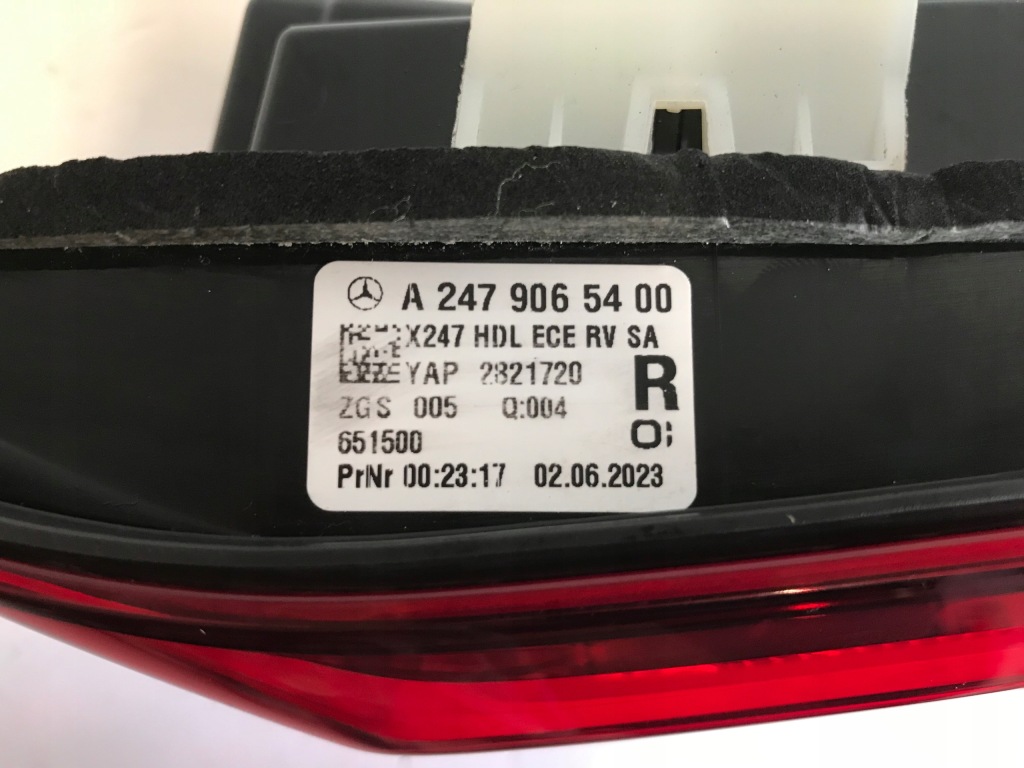 A 247 906 54 00
X247 HDL ECE RV SA
YAP 2821720
R
ZGS 005 Q:004
651500
PrNr 00:23:17 02.06.2023